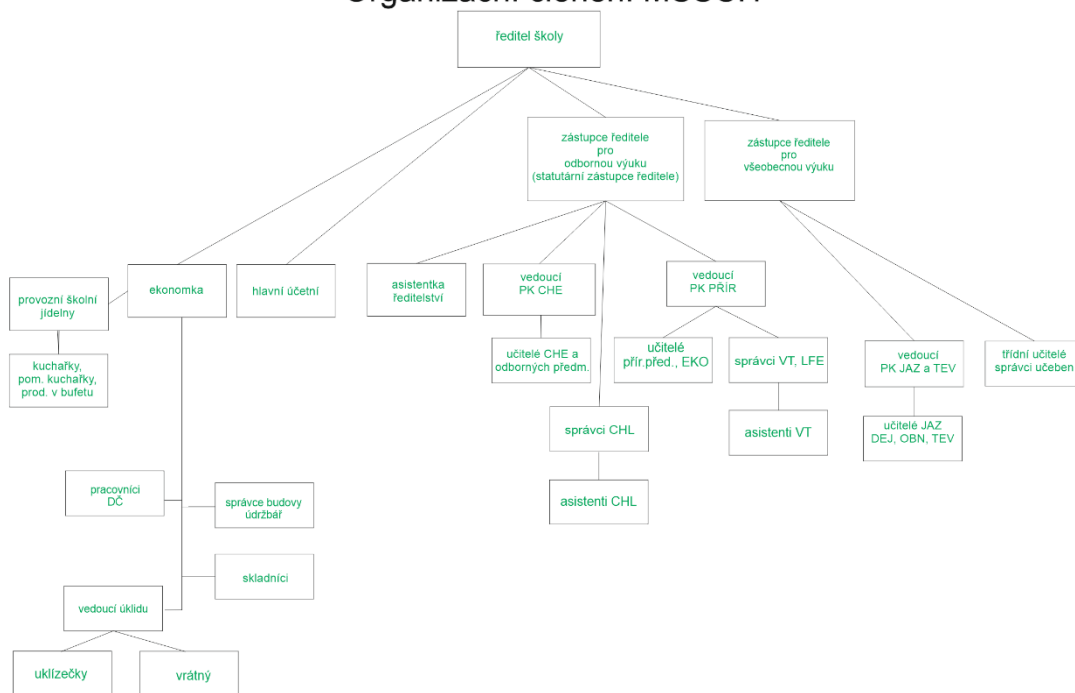 Organizační členění MSSCH
ředitel školy
zástupce ředitele
pro
odbornou výuku
(statutární zástupce ředitele)
zástupce ředitele
pro
všeobecnou výuku
ekonomka
hlavní účetní
asistentka
ředitelství
vedoucí
PK CHE
vedoucí
PK PŘÍR
provozní školní
jídelny
kuchařky,
pom. kuchařky,
prod. v bufetu
učitelé CHE a
odborných předm.
učitelé
přír.před., EKO
správci VT, LFE
vedoucí
PK JAZ a TEV
třídní učitelé
správci učeben
správci CHL
asistenti VT
učitelé JAZ
DEJ, OBN, TEV
asistenti CHL
pracovníci
DČ
správce budovy
údržbář
skladníci
vedoucí úklidu
uklízečky
vrátný